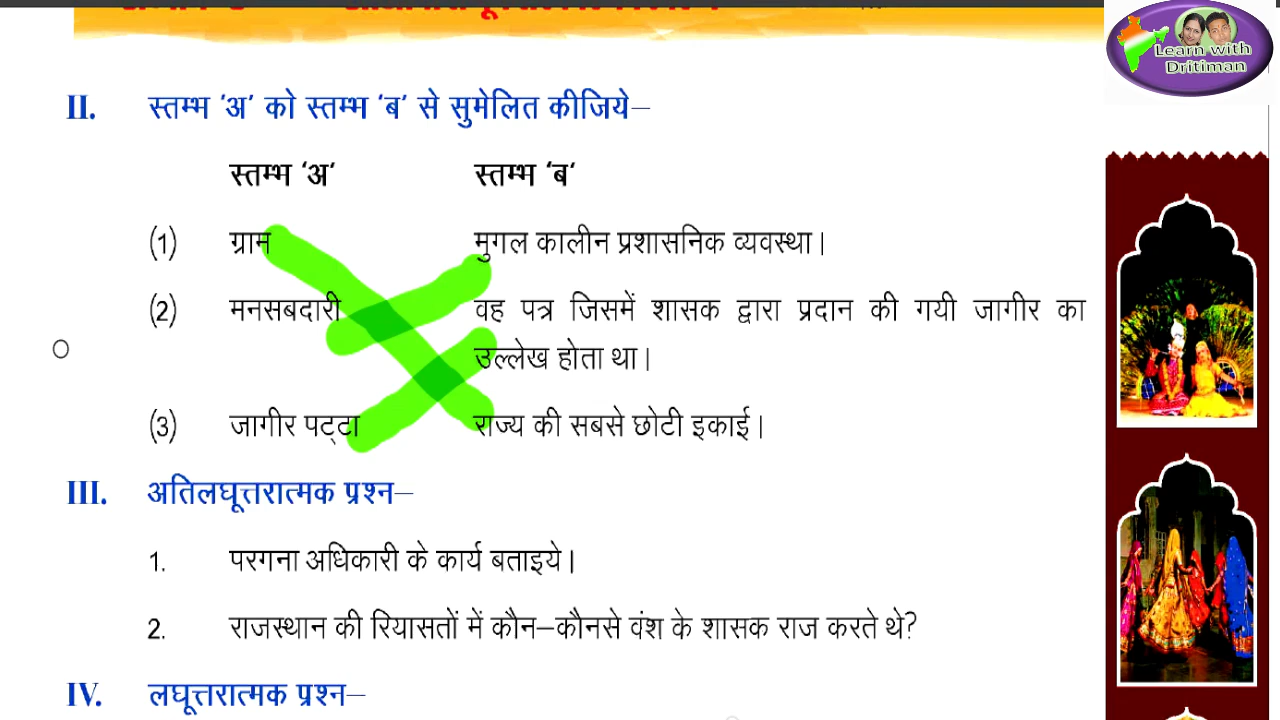 Learn with
Dritiman
II. स्तम्भ ‘अ’ को स्तम्भ ‘ब’ से सुमेलित कीजिये–
स्तम्भ ‘अ’ स्तम्भ ‘ब’
(1) ग्राम मुगल कालीन प्रशासनिक व्यवस्था।
(2) मनसबदारी वह पत्र जिसमें शासक द्वारा प्रदान की गयी जागीर का
उल्लेख होता था।
(3) जागीर पट्टा राज्य की सबसे छोटी इकाई।
III. अतिलघूत्तरात्मक प्रश्न–
1. परगना अधिकारी के कार्य बताइये।
2. राजस्थान की रियासतों में कौन–कौनसे वंश के शासक राज करते थे?
IV. लघूत्तरात्मक प्रश्न–